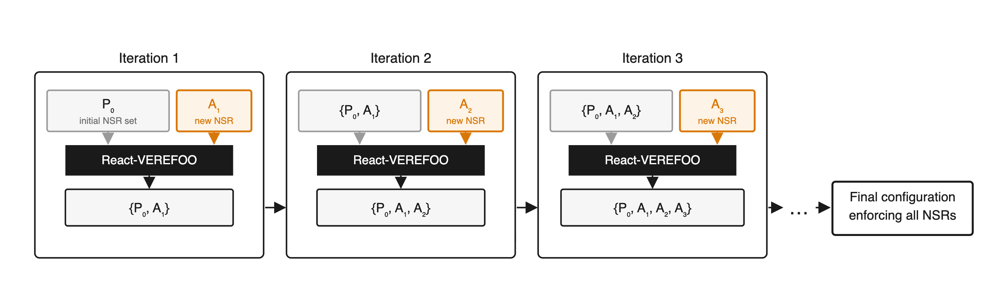 Iteration 1
P₀
initial NSR set
A₁
new NSR
React-VEREFOO
{P₀, A₁}
Iteration 2
{P₀, A₁}
A₂
new NSR
React-VEREFOO
{P₀, A₁, A₂}
Iteration 3
{P₀, A₁, A₂}
A₃
new NSR
React-VEREFOO
{P₀, A₁, A₂, A₃}
...
Final configuration
enforcing all NSRs